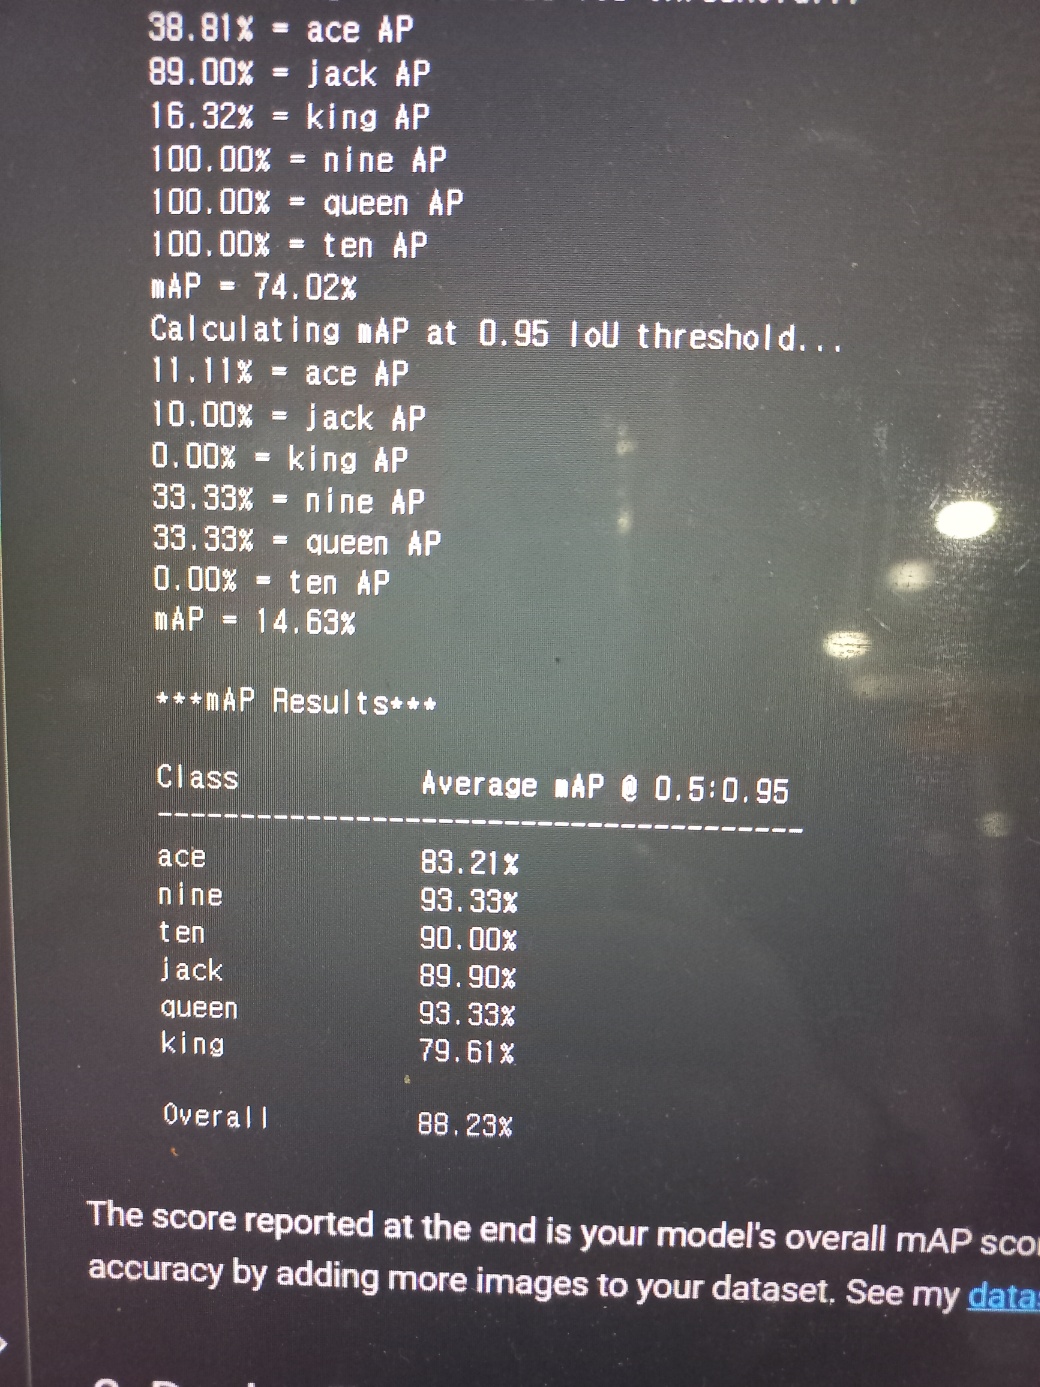 38.81% = ace AP
89.00% = jack AP
16.32% = king AP
100.00% = nine AP
100.00% = queen AP
100.00% = ten AP
mAP = 74.02%
Calculating mAP at 0.95 IoU threshold...
11.11% = ace AP
10.00% = jack AP
0.00% = king AP
33.33% = nine AP
33.33% = queen AP
0.00% = ten AP
mAP = 14.63%
***mAP Results***
Class Average mAP @ 0.5:0.95
---------------------------------------
ace 83.21%
nine 93.33%
ten 90.00%
jack 89.90%
queen 93.33%
king 79.61%
Overall 88.23%
The score reported at the end is your model's overall mAP
accuracy by adding more images to your dataset. See my